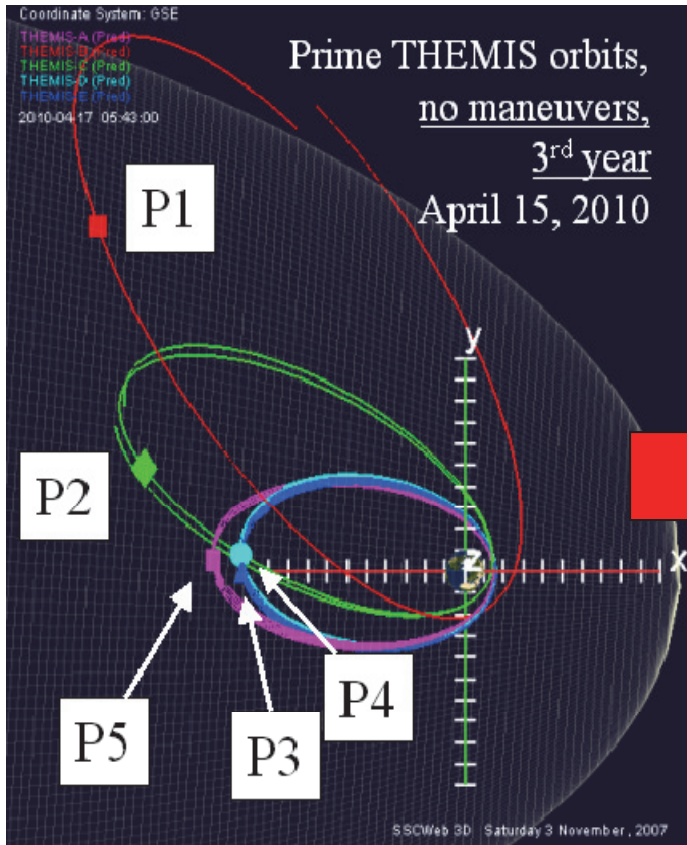 Coordinate System: GSE
THEMIS-A (Pred)
THEMIS-B (Pred)
THEMIS-C (Pred)
THEMIS-D (Pred)
THEMIS-E (Pred)
2010-04-17 05:43:00
Prime THEMIS orbits,
no maneuvers,
3rd year
April 15, 2010
P1
y
P2
z
x
P4
P5
P3
SSCWeb 3D Saturday 3 November, 2007